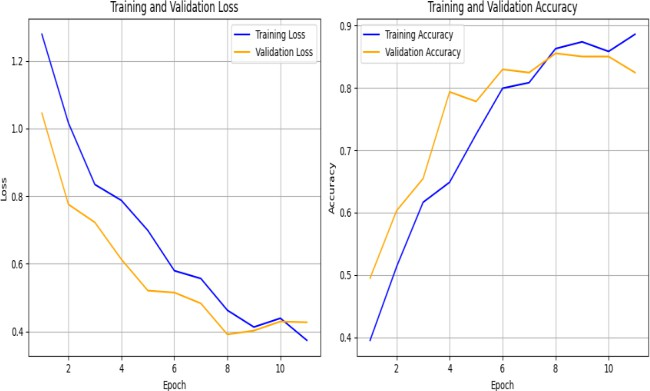 Training and Validation Loss
Training Loss
Validation Loss
1.2
1.0
0.8
0.6
0.4
Loss
2
4
6
8
10
Epoch
Training and Validation Accuracy
Training Accuracy
Validation Accuracy
0.9
0.8
0.7
0.6
0.5
0.4
Accuracy
2
4
6
8
10
Epoch